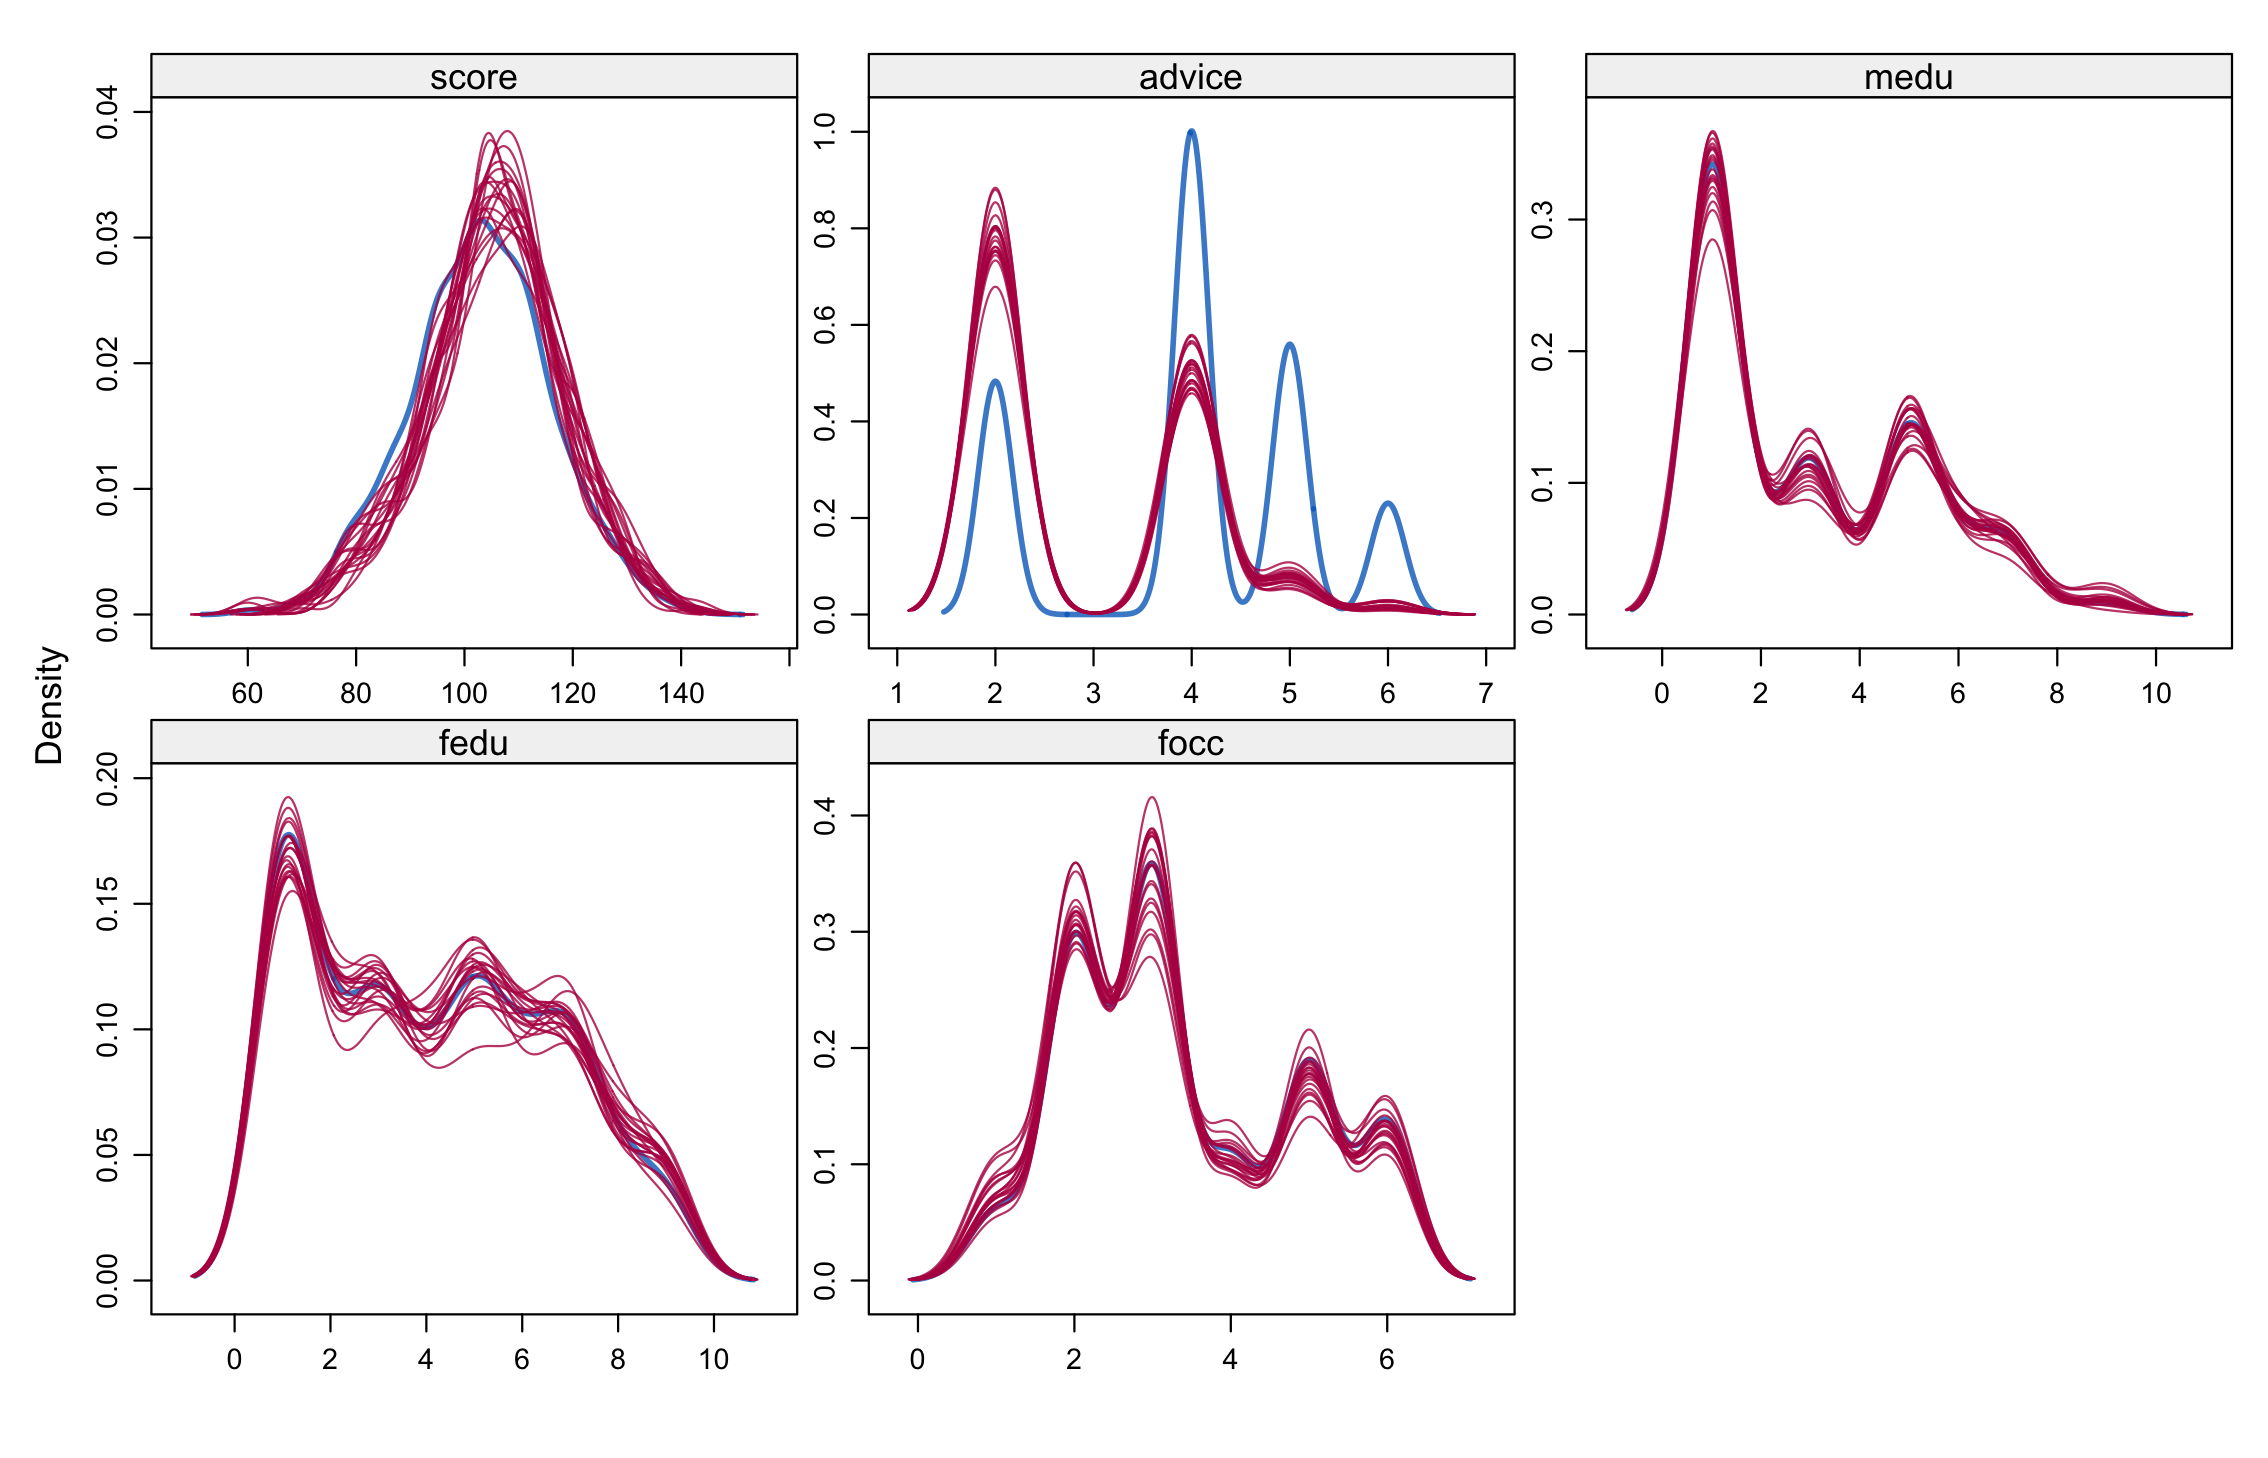 score
advice
medu
0.00 0.01 0.02 0.03 0.04
0.0 0.2 0.4 0.6 0.8 1.0
0.0 0.1 0.2 0.3
60 80 100 120 140
1 2 3 4 5 6 7
0 2 4 6 8 10
Density
fedu
focc
0.00 0.05 0.10 0.15 0.20
0.0 0.1 0.2 0.3 0.4
0 2 4 6 8 10
0 2 4 6